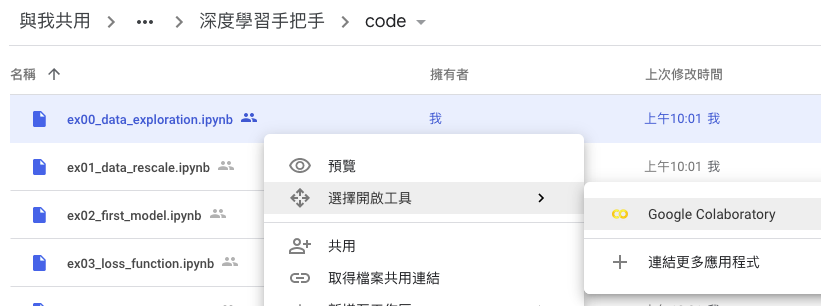 與我共用 > ••• > 深度學習手把手 > code
名稱 ↑ 擁有者 上次修改時間
ex00_data_exploration.ipynb 我 上午10:01 我
ex01_data_rescale.ipynb 上午10:01 我
預覽
選擇開啟工具
Google Colaboratory
ex02_first_model.ipynb
共用
連結更多應用程式
ex03_loss_function.ipynb
取得檔案共用連結